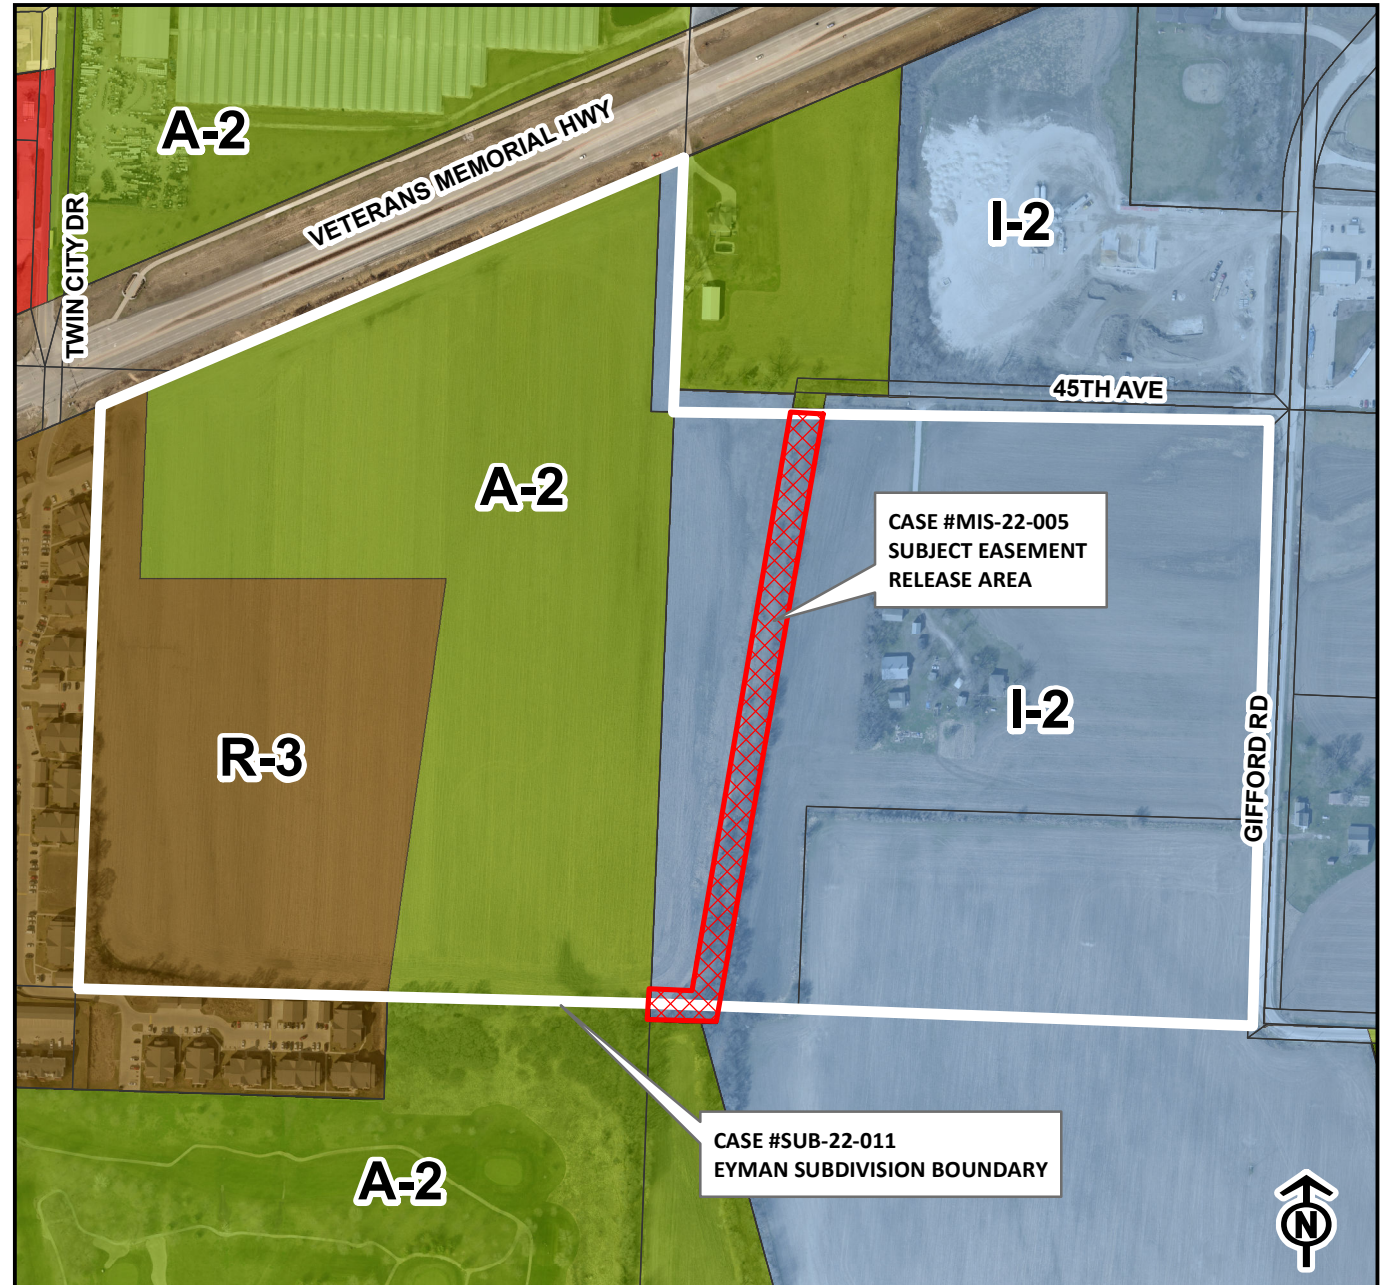 A-2
VETERANS MEMORIAL HWY
TWIN CITY DR
I-2
45TH AVE
A-2
CASE #MIS-22-005
SUBJECT EASEMENT
RELEASE AREA
I-2
R-3
GIFFORD RD
CASE #SUB-22-011
EYMAN SUBDIVISION BOUNDARY
A-2
N